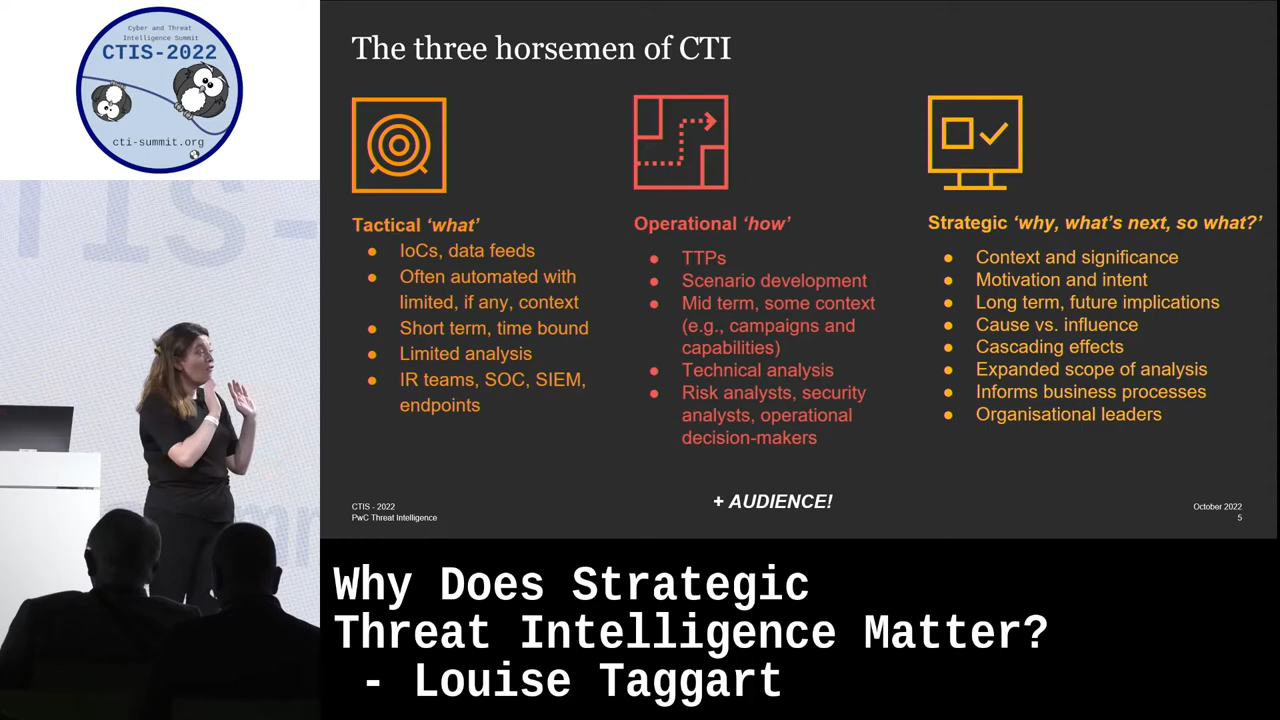 Cyber and Threat
Intelligence Summit
CTIS-2022
cti-summit.org
The three horsemen of CTI
Tactical ‘what’
● IoCs, data feeds
● Often automated with
limited, if any, context
● Short term, time bound
● Limited analysis
● IR teams, SOC, SIEM,
endpoints
Operational ‘how’
● TTPs
● Scenario development
● Mid term, some context
(e.g., campaigns and
capabilities)
● Technical analysis
● Risk analysts, security
analysts, operational
decision-makers
Strategic ‘why, what’s next, so what?’
● Context and significance
● Motivation and intent
● Long term, future implications
● Cause vs. influence
● Cascading effects
● Expanded scope of analysis
● Informs business processes
● Organisational leaders
+ AUDIENCE!
CTIS - 2022
PwC Threat Intelligence
October 2022
5
Why Does Strategic
Threat Intelligence Matter?
- Louise Taggart